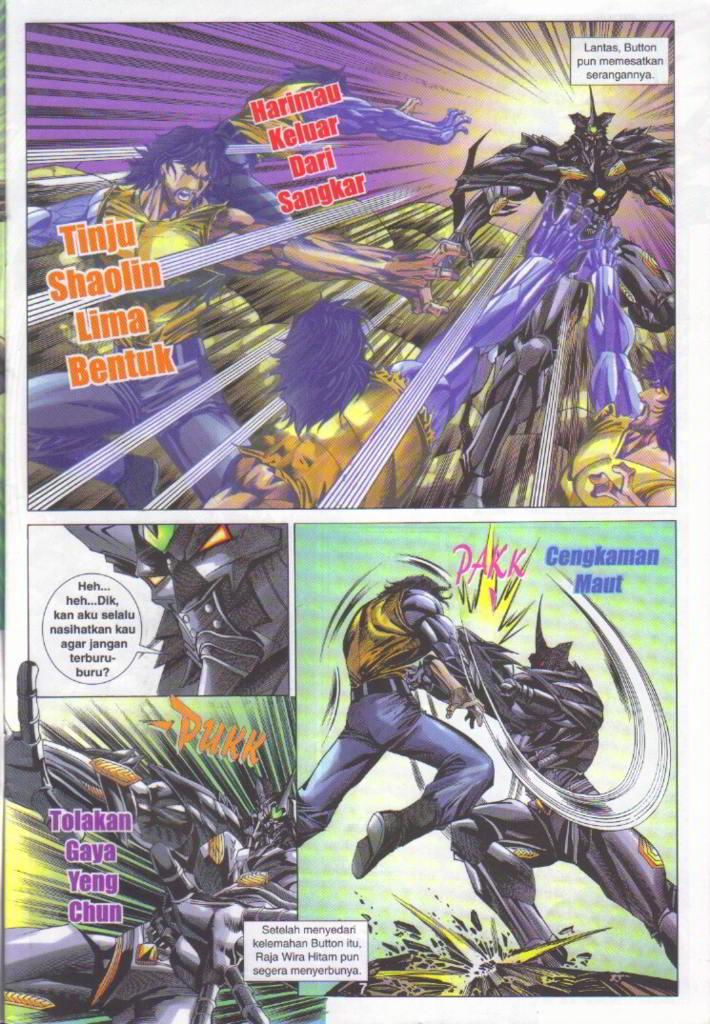 Lantas, Button
pun memesatkan
serangannya.
Harimau
Keluar
Dari
Sangkar
Tinju
Shaolin
Lima
Bentuk
Heh...
heh...Dik,
kan aku selalu
nasihatkan kau
agar jangan
terburu-
buru?
PAKK
Cengkaman
Maut
PUKK
Tolakan
Gaya
Yeng
Chun
Setelah menyedari
kelemahan Button itu,
Raja Wira Hitam pun
segera menyerbunya.
7